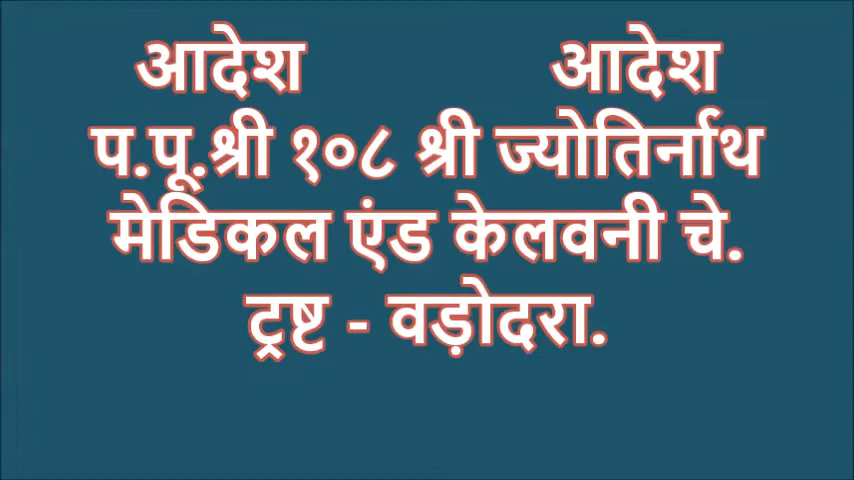 आदेश आदेश
प.पू.श्री १०८ श्री ज्योतिर्नाथ
मेडिकल एंड केलवनी चे.
ट्रष्ट - वड़ोदरा.